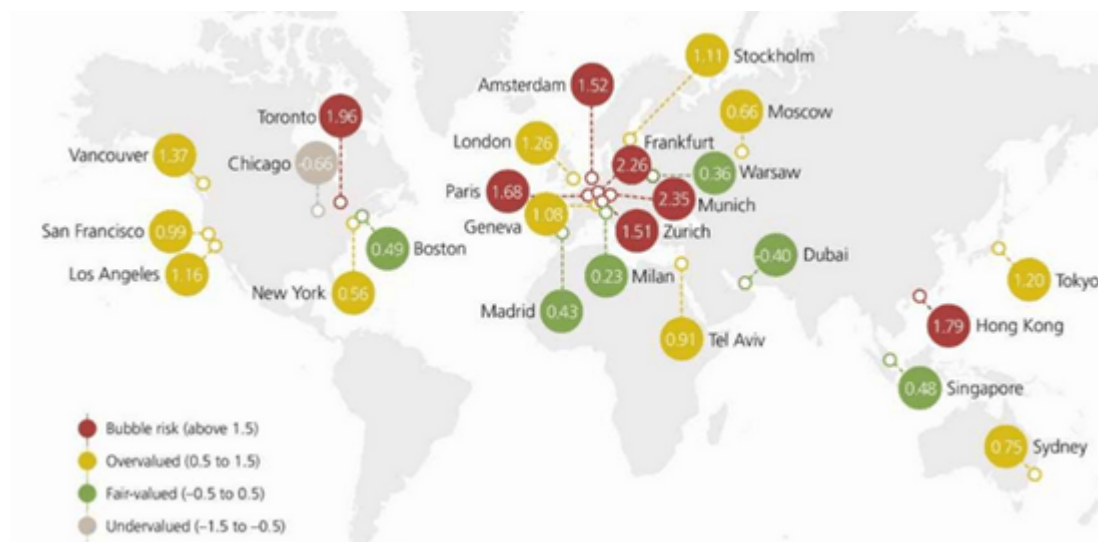 1.11 Stockholm
Amsterdam 1.52
Toronto 1.96
0.66 Moscow
London 1.26
Frankfurt
2.26
Vancouver 1.37
Chicago -0.66
0.36 Warsaw
Paris 1.68
2.35 Munich
1.08
Geneva
1.51 Zurich
San Francisco 0.99
0.49 Boston
-0.40 Dubai
Los Angeles 1.16
0.23 Milan
1.20 Tokyo
New York 0.56
Madrid 0.43
1.79 Hong Kong
0.91 Tel Aviv
0.48 Singapore
Bubble risk (above 1.5)
0.75 Sydney
Overvalued (0.5 to 1.5)
Fair-valued (–0.5 to 0.5)
Undervalued (–1.5 to –0.5)